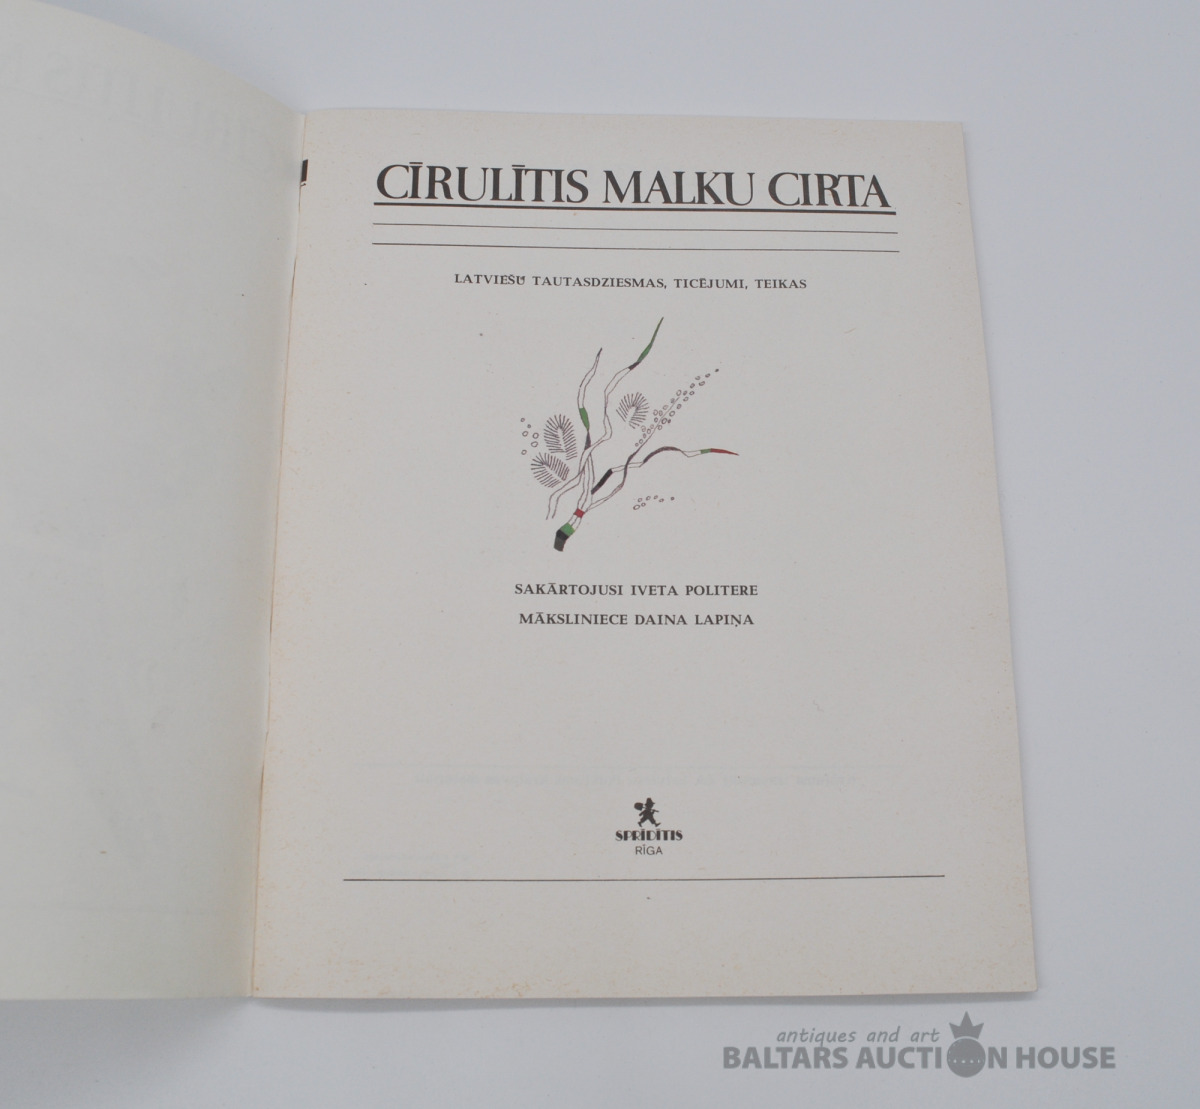 CĪRULĪTIS MALKU CIRTA
LATVIEŠU TAUTASDZIESMAS, TICĒJUMI, TEIKAS
SAKĀRTOJUSI IVETA POLITERE
MĀKSLINIECE DAINA LAPIŅA
SPRĪDĪTIS
RĪGA
antiques and art
BALTARS AUCTION HOUSE